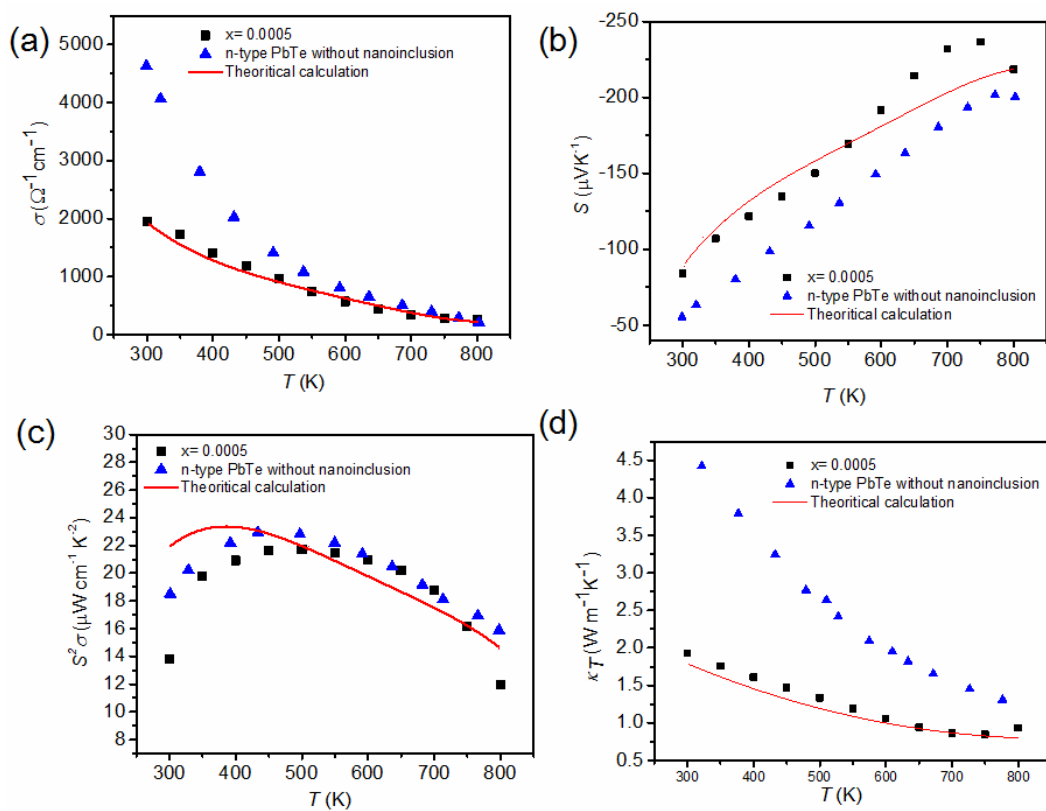 (a)
x= 0.0005
n-type PbTe without nanoinclusion
Theoritical calculation
5000
4000
3000
2000
1000
0
σ (Ω⁻¹ cm⁻¹)
300 400 500 600 700 800
T (K)
(b)
-250
-200
-150
-100
-50
S (μVK⁻¹)
x= 0.0005
n-type PbTe without nanoinclusion
Theoritical calculation
300 400 500 600 700 800
T (K)
(c)
30
28
26
24
22
20
18
16
14
12
10
8
S² σ (μW cm⁻¹ K⁻²)
x= 0.0005
n-type PbTe without nanoinclusion
Theoritical calculation
300 400 500 600 700 800
T (K)
(d)
4.5
4.0
3.5
3.0
2.5
2.0
1.5
1.0
0.5
κT (W m⁻¹K⁻¹)
x= 0.0005
n-type PbTe without nanoinclusion
Theoritical calculation
300 400 500 600 700 800
T (K)